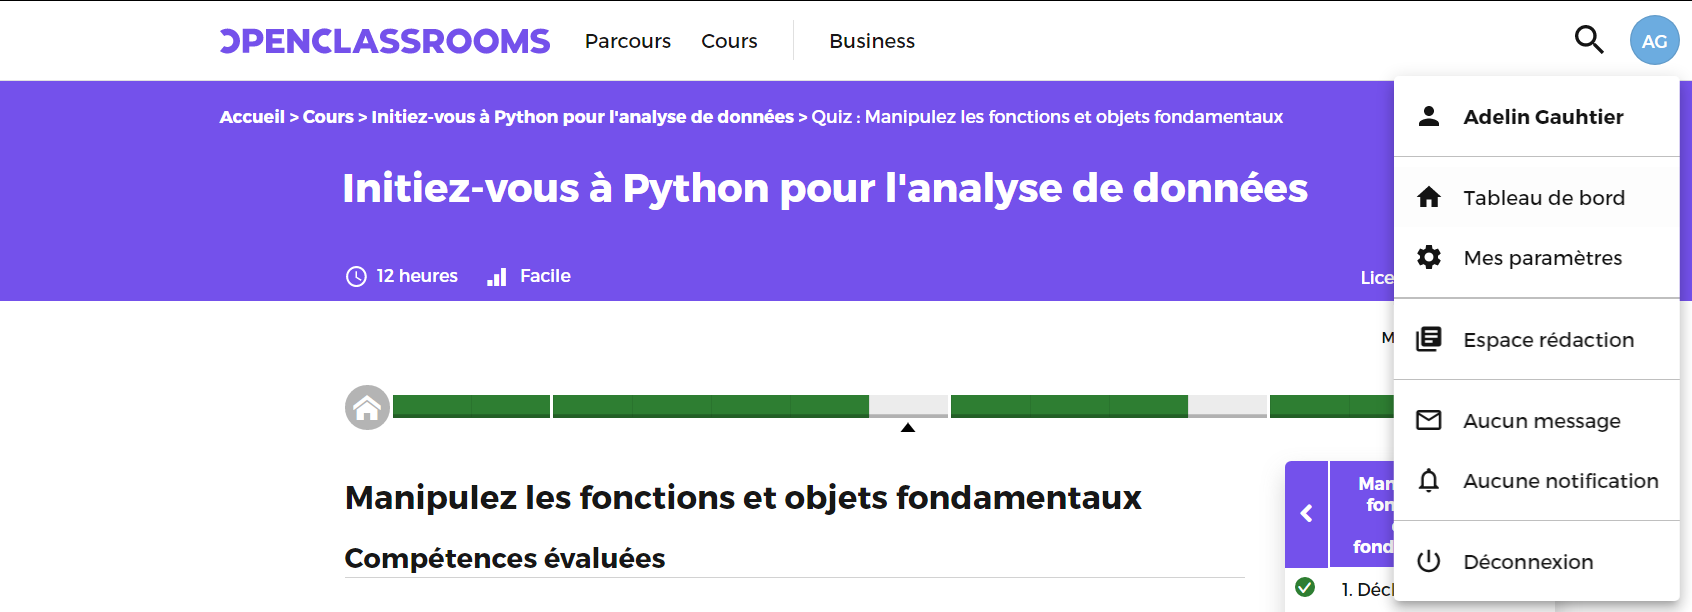 OPENCLASSROOMS Parcours Cours Business AG
Accueil > Cours > Initiez-vous à Python pour l'analyse de données > Quiz : Manipulez les fonctions et objets fondamentaux
Initiez-vous à Python pour l'analyse de données
12 heures Facile
Lice
M
Manipulez les fonctions et objets fondamentaux
Compétences évaluées
Man
fon
fond
1. Décl
Adelin Gauhtier
Tableau de bord
Mes paramètres
Espace rédaction
Aucun message
Aucune notification
Déconnexion